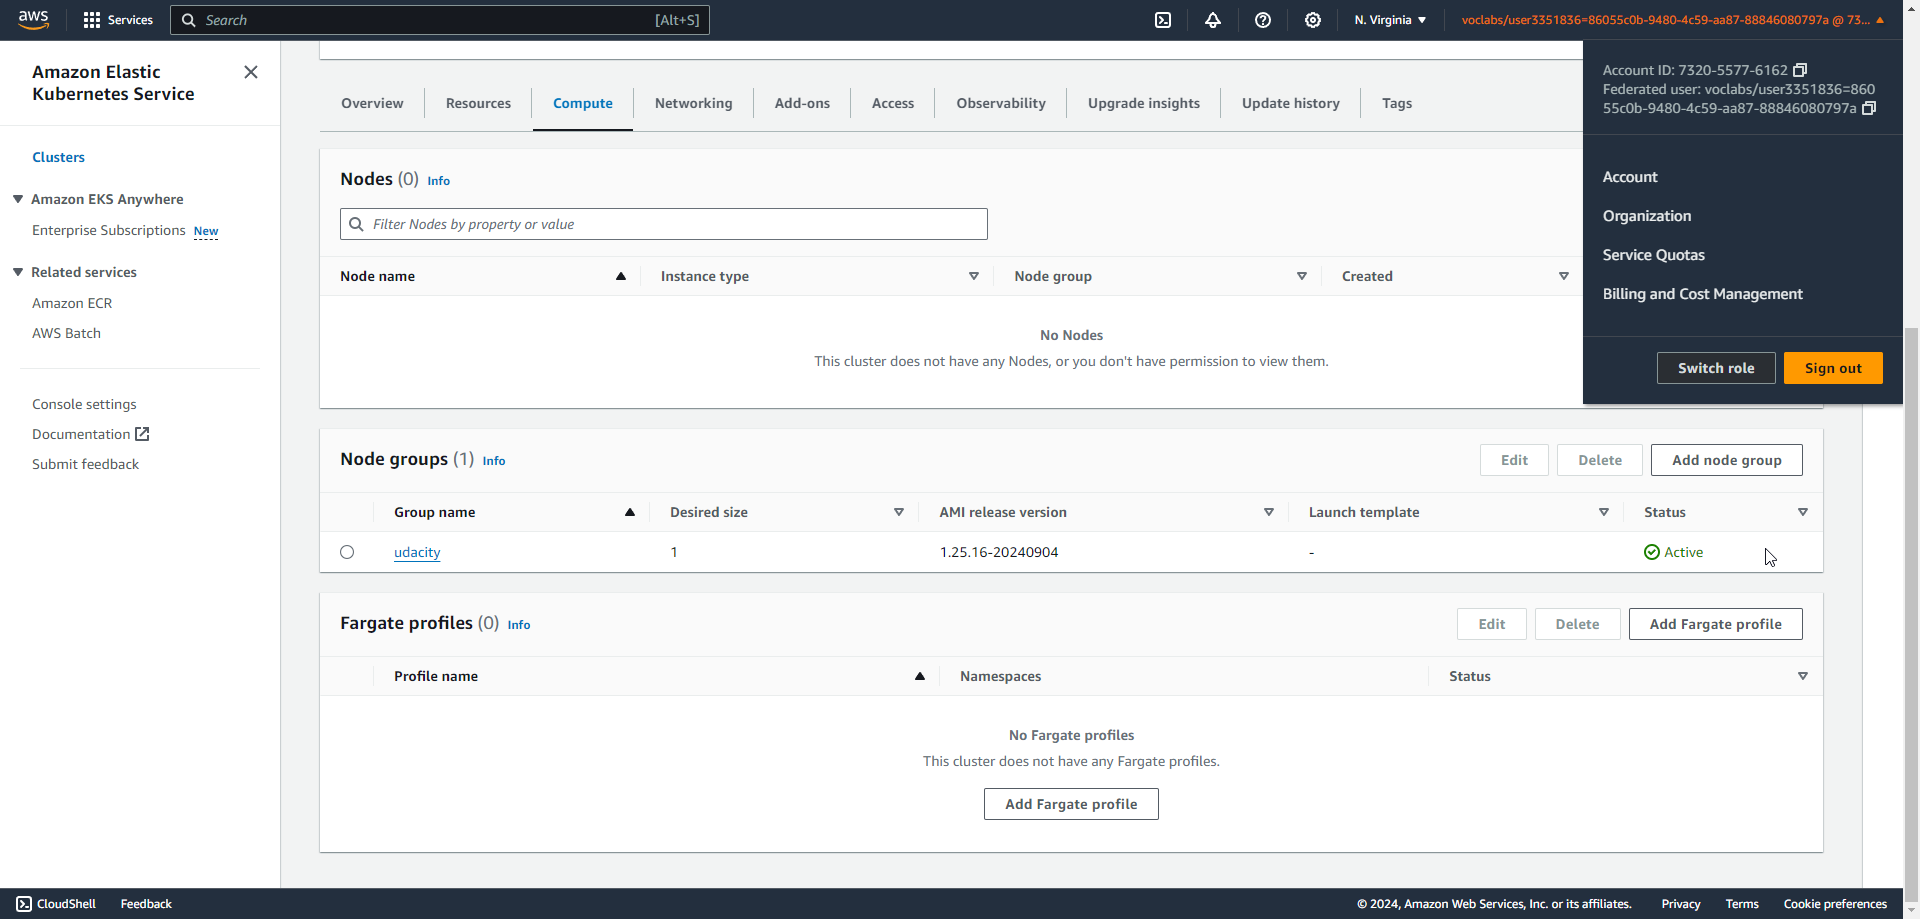 aws
Services
Search
[Alt+S]
N. Virginia
voclabs/user3351836=86055c0b-9480-4c59-aa87-88846080797a @ 73...
Account ID: 7320-5577-6162
Federated user: voclabs/user3351836=860
55c0b-9480-4c59-aa87-88846080797a
Account
Organization
Service Quotas
Billing and Cost Management
Switch role
Sign out
Amazon Elastic
Kubernetes Service
Clusters
Amazon EKS Anywhere
Enterprise Subscriptions New
Related services
Amazon ECR
AWS Batch
Console settings
Documentation
Submit feedback
Overview
Resources
Compute
Networking
Add-ons
Access
Observability
Upgrade insights
Update history
Tags
Nodes (0) Info
Filter Nodes by property or value
Node name
Instance type
Node group
Created
No Nodes
This cluster does not have any Nodes, or you don't have permission to view them.
Node groups (1) Info
Edit
Delete
Add node group
Group name
Desired size
AMI release version
Launch template
Status
udacity
1
1.25.16-20240904
-
Active
Fargate profiles (0) Info
Edit
Delete
Add Fargate profile
Profile name
Namespaces
Status
No Fargate profiles
This cluster does not have any Fargate profiles.
Add Fargate profile
CloudShell
Feedback
© 2024, Amazon Web Services, Inc. or its affiliates.
Privacy
Terms
Cookie preferences